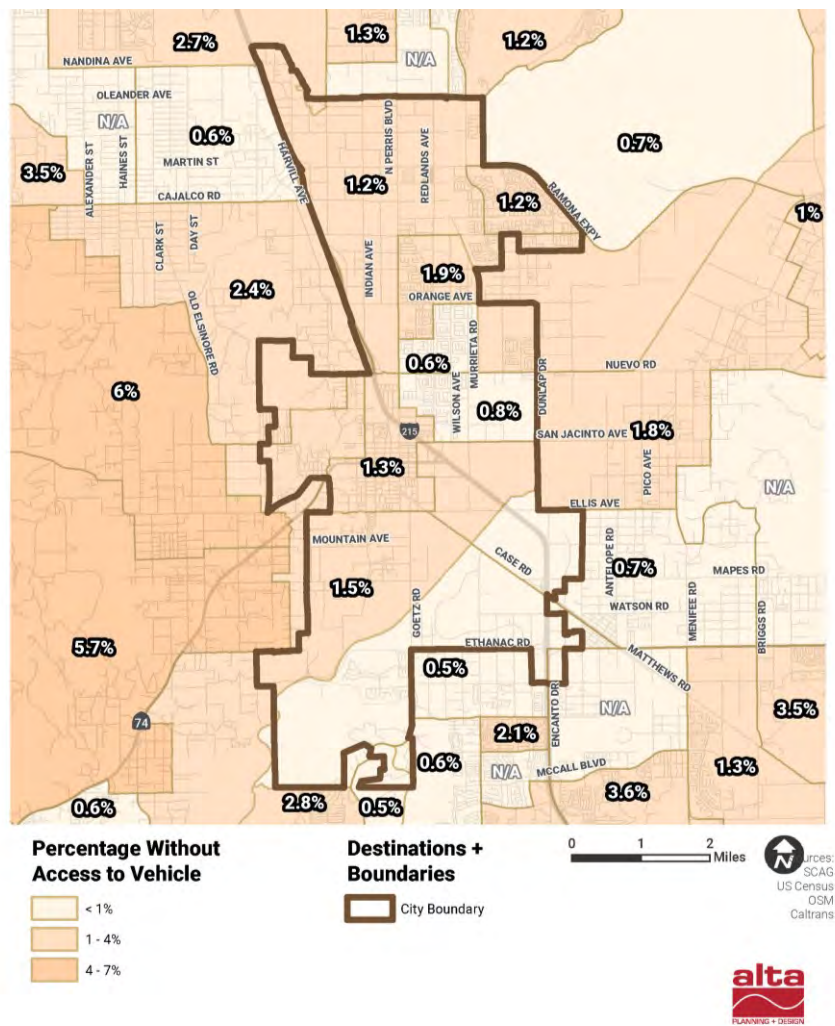 2.7%
1.3%
1.2%
NANDINA AVE
N/A
OLEANDER AVE
N/A
0.6%
N PERRIS BLVD
REDLANDS AVE
0.7%
ALEXANDER ST
HAINES ST
MARTIN ST
HARVILL AVE
3.5%
1.2%
1.2%
RAMONA EXPY
CAJALCO RD
1%
CLARK ST
DAY ST
2.4%
INDIAN AVE
1.9%
ORANGE AVE
OLD ELSINORE RD
0.6%
MURRIETA RD
DUNLAP DR
NUEVO RD
6%
WILSON AVE
0.8%
215
SAN JACINTO AVE
1.8%
1.3%
PICO AVE
N/A
ELLIS AVE
MOUNTAIN AVE
CASE RD
ANTELOPE RD
0.7%
MAPES RD
1.5%
GOETZ RD
WATSON RD
MENIFEE RD
BRIGGS RD
5.7%
ETHANAC RD
MATTHEWS RD
0.5%
ENCANTO DR
N/A
3.5%
74
2.1%
0.6%
N/A
MCCALL BLVD
1.3%
0.6%
2.8%
0.5%
3.6%
Percentage Without
Access to Vehicle
< 1%
1 - 4%
4 - 7%
Destinations +
Boundaries
City Boundary
0 1 2
Miles
N
urces:
SCAG
US Census
OSM
Caltrans
alta
PLANNING + DESIGN